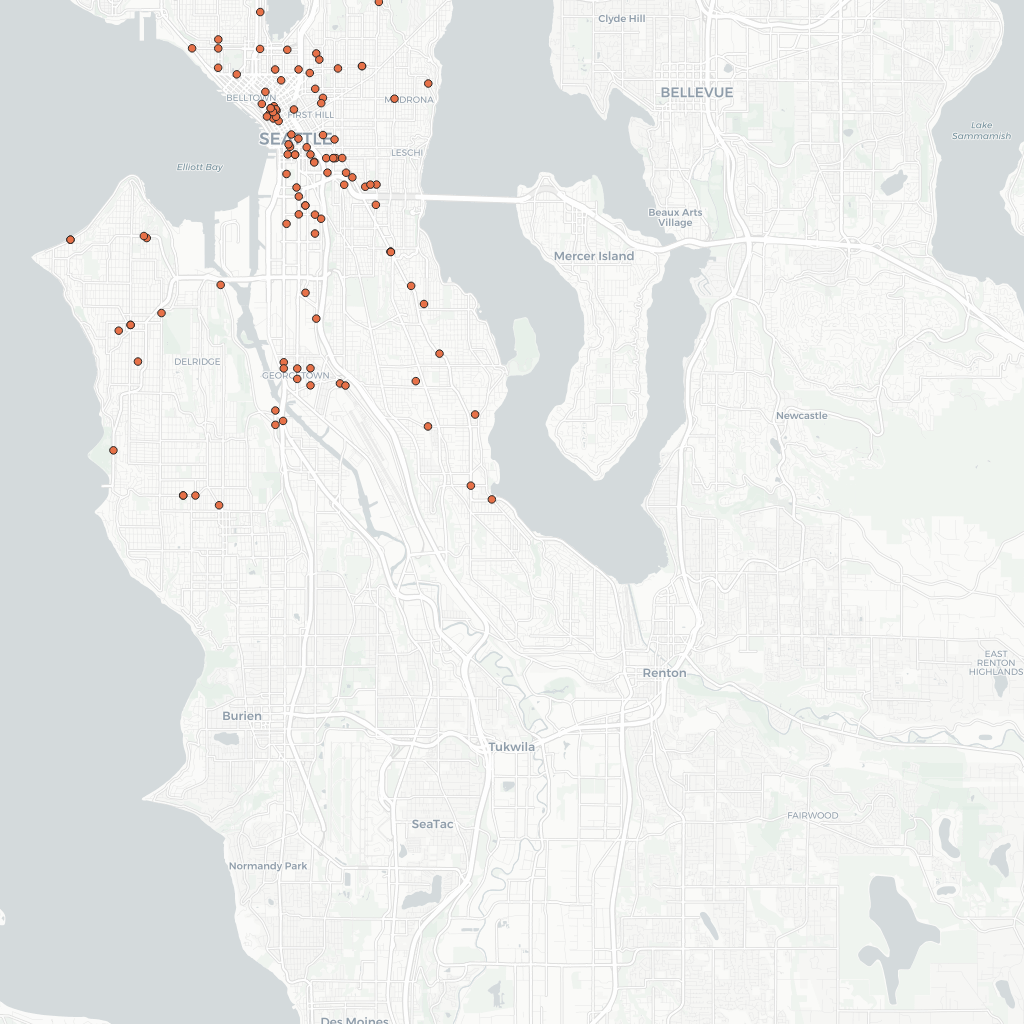 Clyde Hill
BELLEVUE
BELLTOWN
MADRONA
FIRST HILL
SEATTLE
LESCHI
Lake
Sammamish
Elliott Bay
Beaux Arts
Village
Mercer Island
DELRIDGE
GEORGETOWN
Newcastle
EAST
RENTON
HIGHLANDS
Renton
Burien
Tukwila
FAIRWOOD
SeaTac
Normandy Park
Des Moines